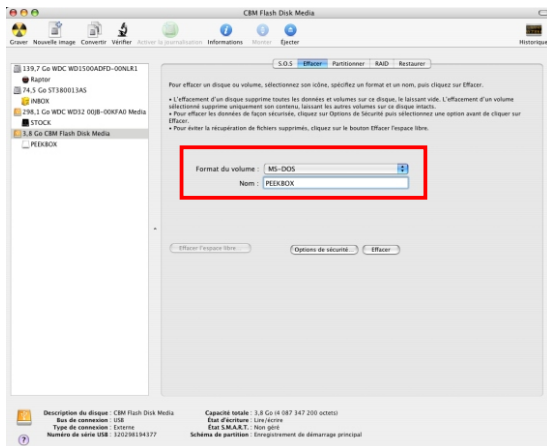 CBM Flash Disk Media
Graver Nouvelle image Convertir Vérifier Activer la journalisation Informations Monter Ejecter Historique
S.O.S Effacer Partitionner RAID Restaurer
139,7 Go WDC WD1500ADFD-00NLR1
Raptor
74,5 Go ST380013AS
INBOX
298,1 Go WDC WD32 00JB-00KFA0 Media
STOCK
3,8 Go CBM Flash Disk Media
PEEKBOX
Pour effacer un disque ou volume, sélectionnez son icône, spécifiez un format et un nom, puis cliquez sur Effacer.
• L'effacement d'un disque supprime toutes les données et volumes sur ce disque, le laissant vide. L'effacement d'un volume
sélectionné supprime uniquement son contenu, laissant les autres volumes sur ce disque intacts.
• Pour effacer les données de façon sécurisée, cliquez sur Options de Sécurité puis sélectionnez une option avant de cliquer sur
Effacer.
• Pour éviter la récupération de fichiers supprimés, cliquez sur le bouton Effacer l'espace libre.
Format du volume : MS-DOS
Nom : PEEKBOX
Effacer l'espace libre... Options de sécurité... Effacer...
Description du disque : CBM Flash Disk Media Capacité totale : 3,8 Go (4 087 347 200 octets)
Bus de connexion : USB État d'écriture : Lire/écrire
Type de connexion : Externe État S.M.A.R.T. : Non géré
Numéro de série USB : 320298194377 Schéma de partition : Enregistrement de démarrage principal
?